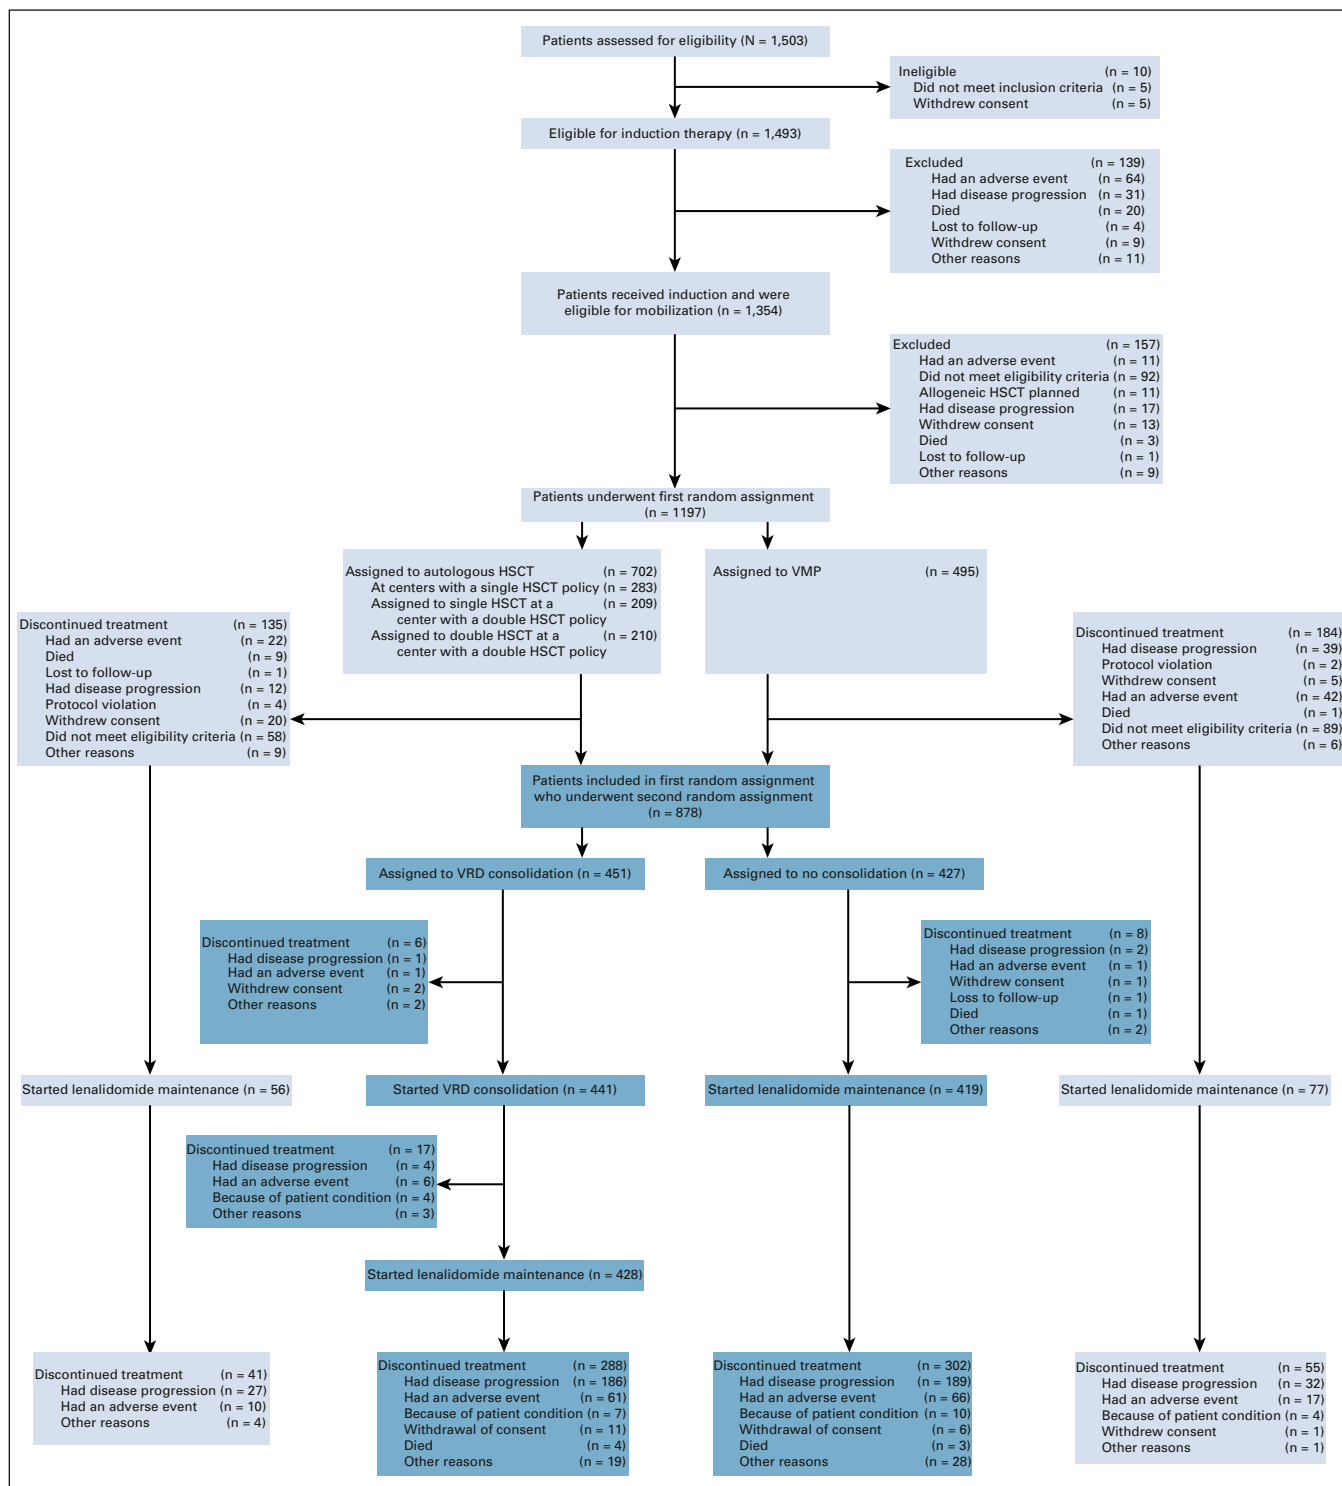 Patients assessed for eligibility (N = 1,503)
Ineligible (n = 10)
Did not meet inclusion criteria (n = 5)
Withdrew consent (n = 5)
Eligible for induction therapy (n = 1,493)
Excluded (n = 139)
Had an adverse event (n = 64)
Had disease progression (n = 31)
Died (n = 20)
Lost to follow-up (n = 4)
Withdrew consent (n = 9)
Other reasons (n = 11)
Patients received induction and were
eligible for mobilization (n = 1,354)
Excluded (n = 157)
Had an adverse event (n = 11)
Did not meet eligibility criteria (n = 92)
Allogeneic HSCT planned (n = 11)
Had disease progression (n = 17)
Withdrew consent (n = 13)
Died (n = 3)
Lost to follow-up (n = 1)
Other reasons (n = 9)
Patients underwent first random assignment
(n = 1197)
Assigned to autologous HSCT (n = 702)
At centers with a single HSCT policy (n = 283)
Assigned to single HSCT at a (n = 209)
center with a double HSCT policy
Assigned to double HSCT at a (n = 210)
center with a double HSCT policy
Assigned to VMP (n = 495)
Discontinued treatment (n = 135)
Had an adverse event (n = 22)
Died (n = 9)
Lost to follow-up (n = 1)
Had disease progression (n = 12)
Protocol violation (n = 4)
Withdrew consent (n = 20)
Did not meet eligibility criteria (n = 58)
Other reasons (n = 9)
Discontinued treatment (n = 184)
Had disease progression (n = 39)
Protocol violation (n = 2)
Withdrew consent (n = 5)
Had an adverse event (n = 42)
Died (n = 1)
Did not meet eligibility criteria (n = 89)
Other reasons (n = 6)
Patients included in first random assignment
who underwent second random assignment
(n = 878)
Assigned to VRD consolidation (n = 451)
Assigned to no consolidation (n = 427)
Discontinued treatment (n = 6)
Had disease progression (n = 1)
Had an adverse event (n = 1)
Withdrew consent (n = 2)
Other reasons (n = 2)
Discontinued treatment (n = 8)
Had disease progression (n = 2)
Had an adverse event (n = 1)
Withdrew consent (n = 1)
Loss to follow-up (n = 1)
Died (n = 1)
Other reasons (n = 2)
Started lenalidomide maintenance (n = 56)
Started VRD consolidation (n = 441)
Started lenalidomide maintenance (n = 419)
Started lenalidomide maintenance (n = 77)
Discontinued treatment (n = 17)
Had disease progression (n = 4)
Had an adverse event (n = 6)
Because of patient condition (n = 4)
Other reasons (n = 3)
Started lenalidomide maintenance (n = 428)
Discontinued treatment (n = 41)
Had disease progression (n = 27)
Had an adverse event (n = 10)
Other reasons (n = 4)
Discontinued treatment (n = 288)
Had disease progression (n = 186)
Had an adverse event (n = 61)
Because of patient condition (n = 7)
Withdrawal of consent (n = 11)
Died (n = 4)
Other reasons (n = 19)
Discontinued treatment (n = 302)
Had disease progression (n = 189)
Had an adverse event (n = 66)
Because of patient condition (n = 10)
Withdrawal of consent (n = 6)
Died (n = 3)
Other reasons (n = 28)
Discontinued treatment (n = 55)
Had disease progression (n = 32)
Had an adverse event (n = 17)
Because of patient condition (n = 4)
Withdrew consent (n = 1)
Other reasons (n = 1)